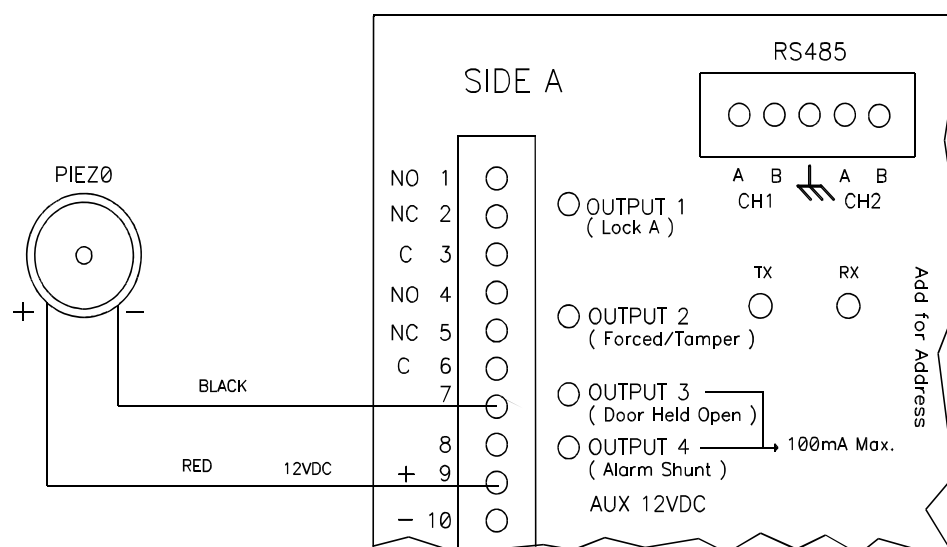 RS485
SIDE A
A B A B
CH1 CH2
PIEZO
NO 1
NC 2
C 3
NO 4
NC 5
C 6
7
8
+ 9
- 10
OUTPUT 1
( Lock A )
TX RX
OUTPUT 2
( Forced/Tamper )
OUTPUT 3
( Door Held Open )
OUTPUT 4
( Alarm Shunt )
100mA Max.
AUX 12VDC
Add for Address
+ -
BLACK
RED 12VDC